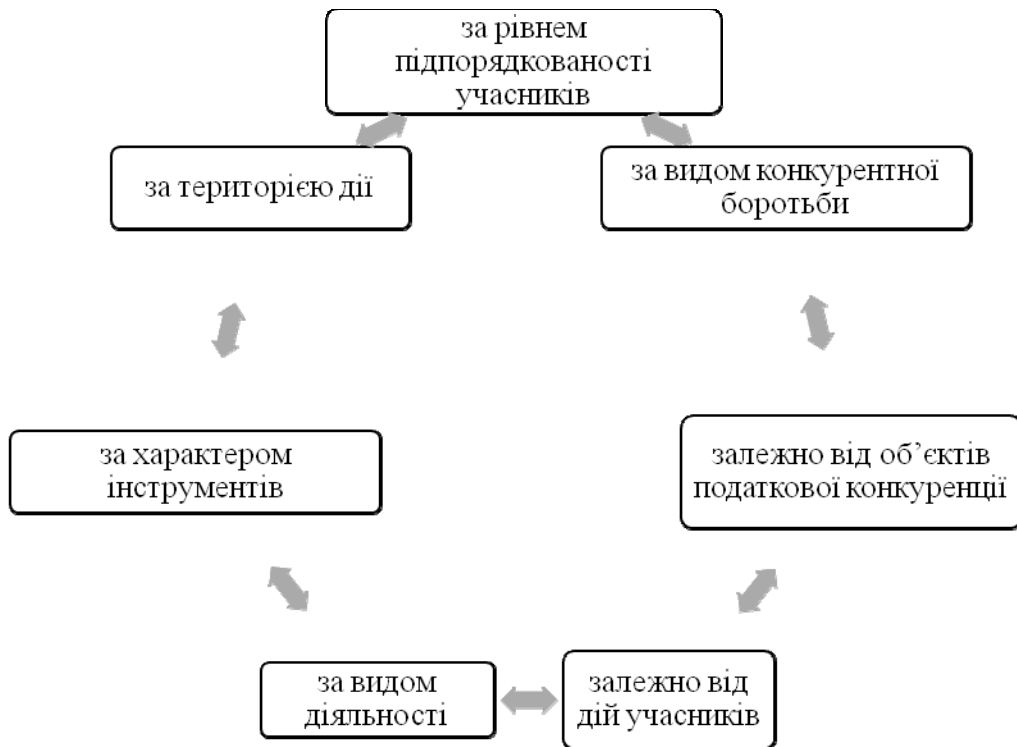 за рівнем
підпорядкованості
учасників
за територією дії
за видом конкурентної
боротьби
за характером
інструментів
залежно від об’єктів
податкової конкуренції
за видом
діяльності
залежно від
дій учасників